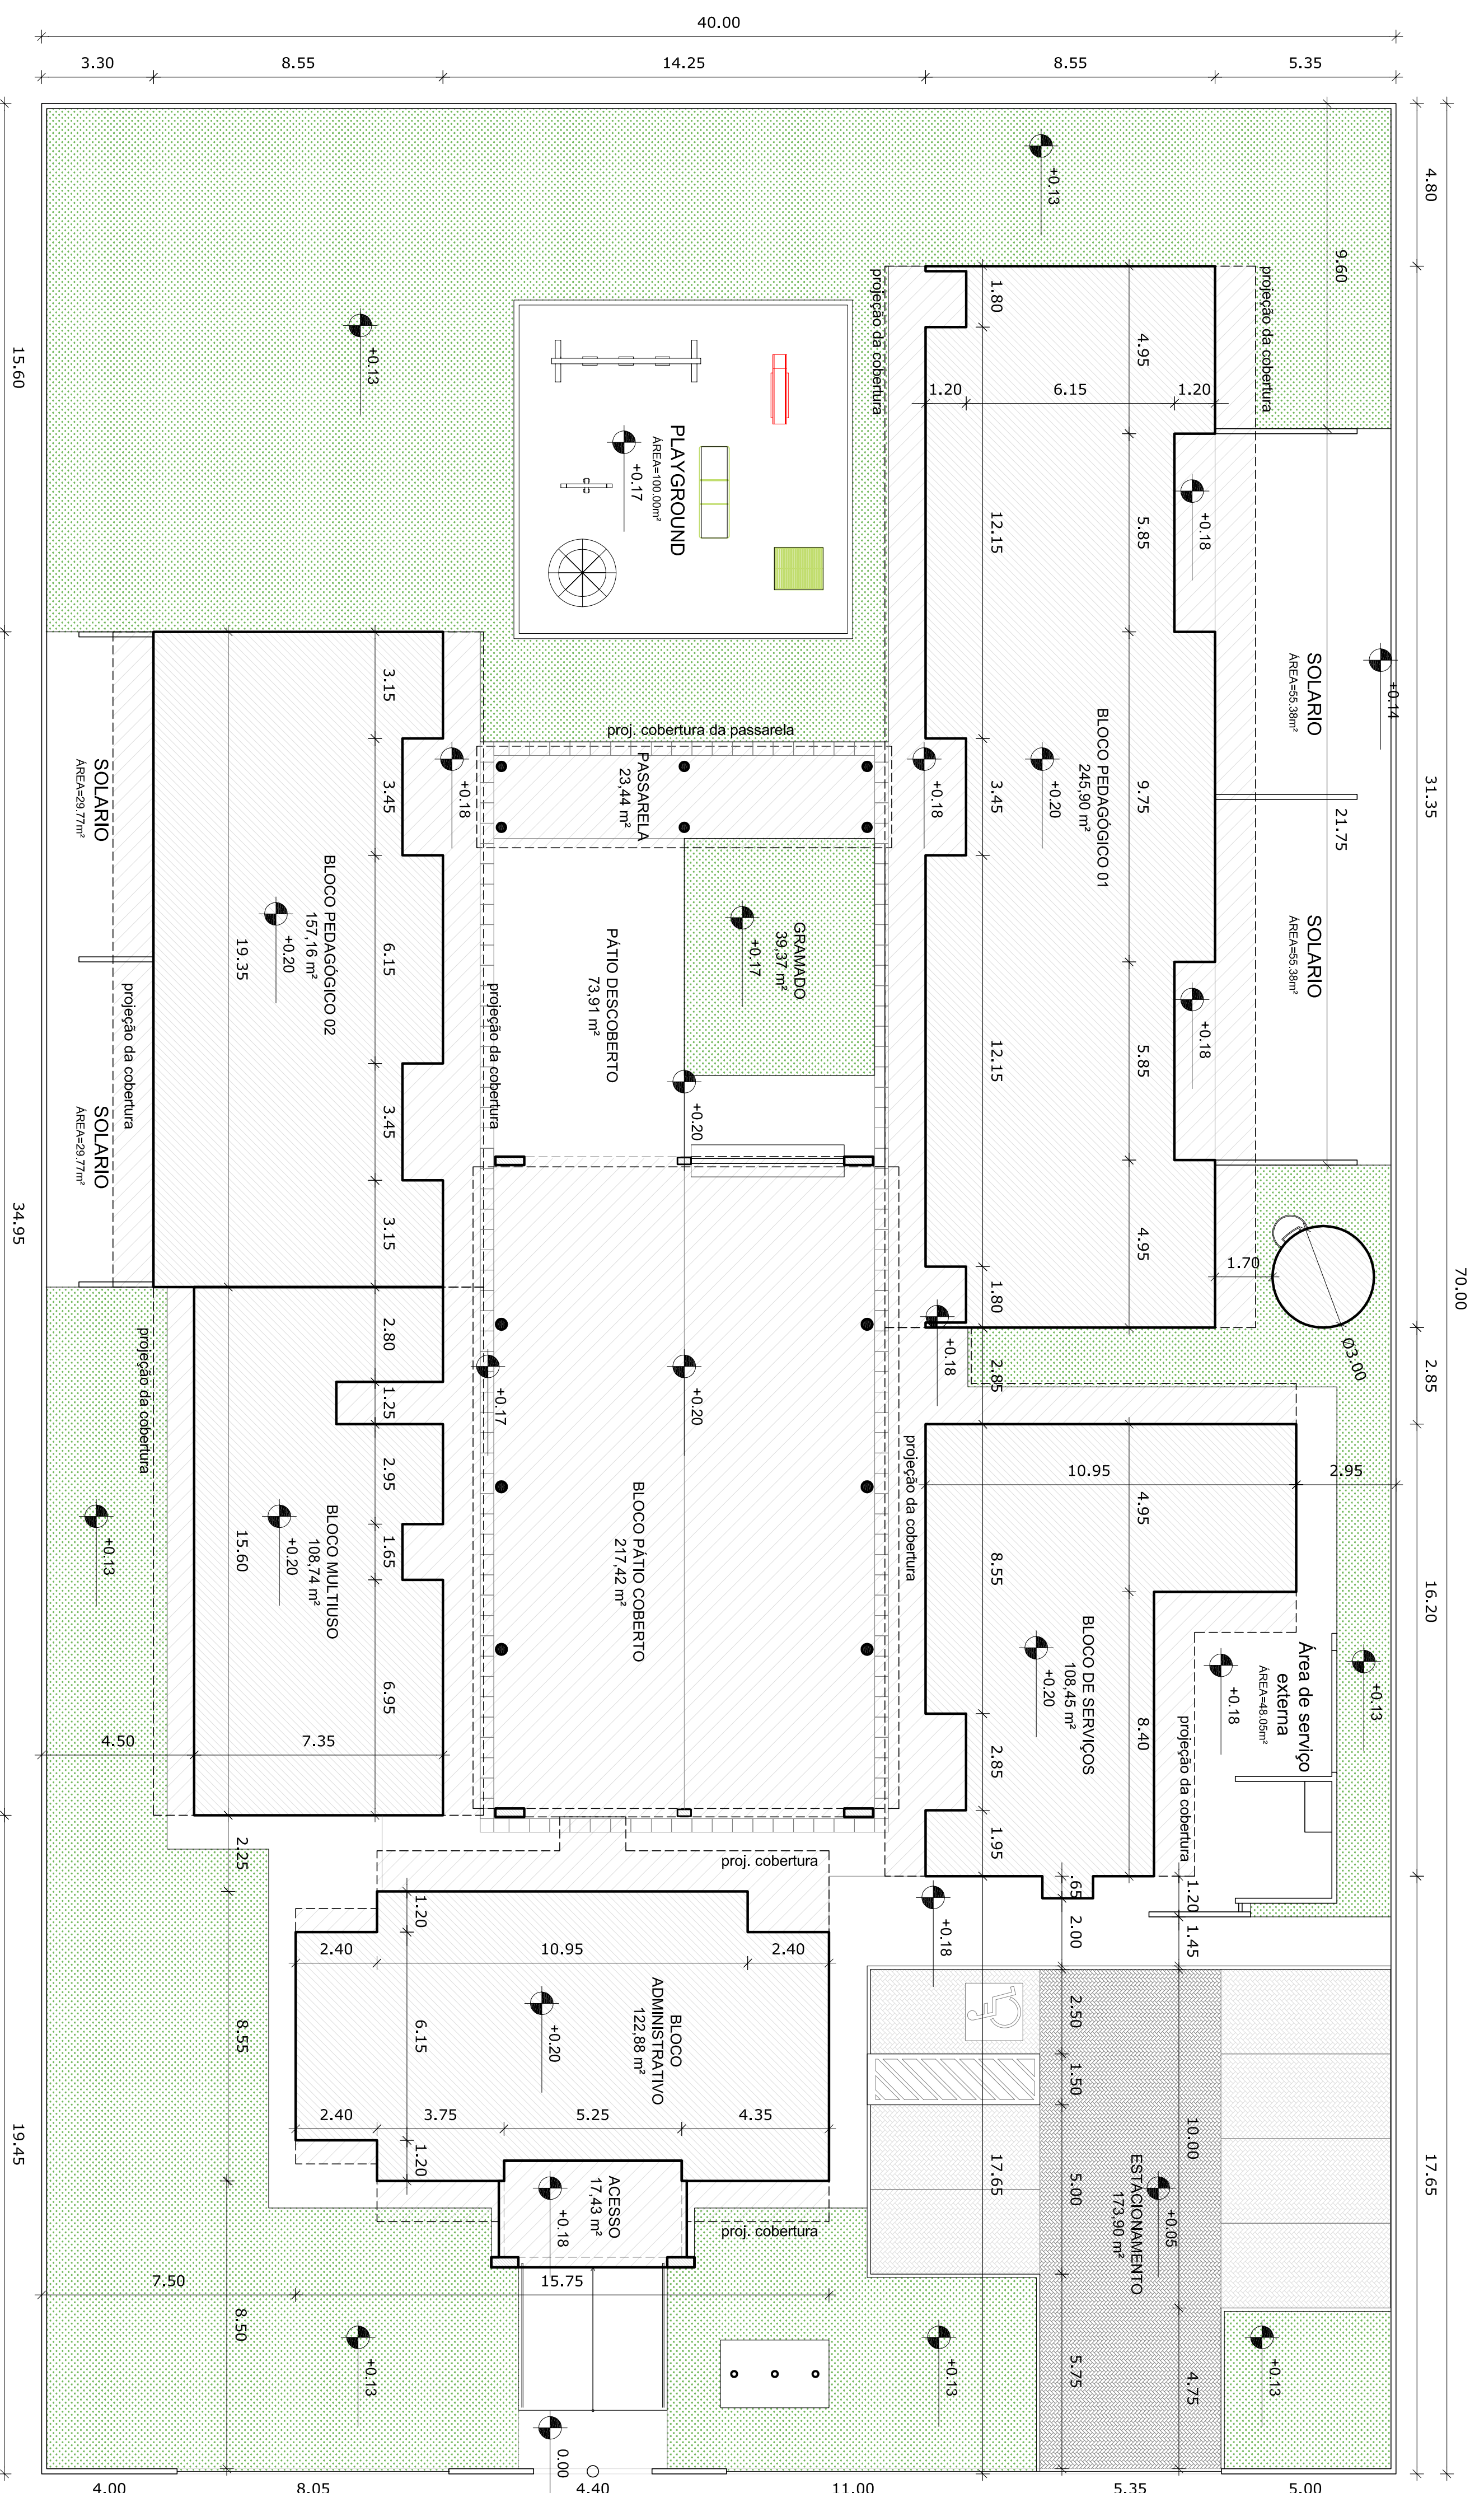 40.00
3.30
8.55
14.25
8.55
5.35
+0.13
4.80
9.60
projeção da cobertura
projeção da cobertura
1.80
4.95
+0.13
15.60
1.20
6.15
1.20
PLAYGROUND
ÁREA=100.00m²
+0.17
12.15
5.85
+0.18
SOLARIO
ÁREA=55.38m²
+0.14
3.15
proj. cobertura da passarela
PASSARELA
23,44 m²
BLOCO PEDAGÓGICO 01
245,90 m²
+0.20
+0.18
+0.18
3.45
3.45
9.75
31.35
21.75
SOLARIO
ÁREA=29.77m²
BLOCO PEDAGÓGICO 02
157,16 m²
+0.20
19.35
6.15
PÁTIO DESCOBERTO
73,91 m²
GRAMADO
39,37 m²
+0.17
SOLARIO
ÁREA=55.38m²
projeção da cobertura
projeção da cobertura
+0.18
12.15
5.85
+0.20
SOLARIO
ÁREA=29.77m²
3.45
3.15
34.95
4.95
1.80
1.70
Ø3.00
70.00
+0.18
2.85
2.85
projeção da cobertura
2.80
1.25
+0.17
+0.20
2.95
projeção da cobertura
10.95
2.95
4.95
BLOCO MULTIUSO
108,74 m²
+0.20
+0.13
15.60
1.65
BLOCO PÁTIO COBERTO
217,42 m²
8.55
16.20
BLOCO DE SERVIÇOS
108,45 m²
+0.20
Área de serviço
externa
ÁREA=48.05m²
+0.18
+0.13
6.95
4.50
7.35
2.85
8.40
projeção da cobertura
1.95
2.25
proj. cobertura
.65
1.20
+0.18
2.00
1.45
1.20
2.40
10.95
2.40
BLOCO
ADMINISTRATIVO
122,88 m²
+0.20
8.55
6.15
2.50
1.50
10.00
2.40
3.75
5.25
4.35
1.20
19.45
17.65
5.00
ESTACIONAMENTO
173,90 m²
+0.05
17.65
ACESSO
17,43 m²
+0.18
proj. cobertura
7.50
15.75
8.50
+0.13
+0.13
5.75
4.75
+0.13
0.00
4.00
8.05
4.40
11.00
5.35
5.00